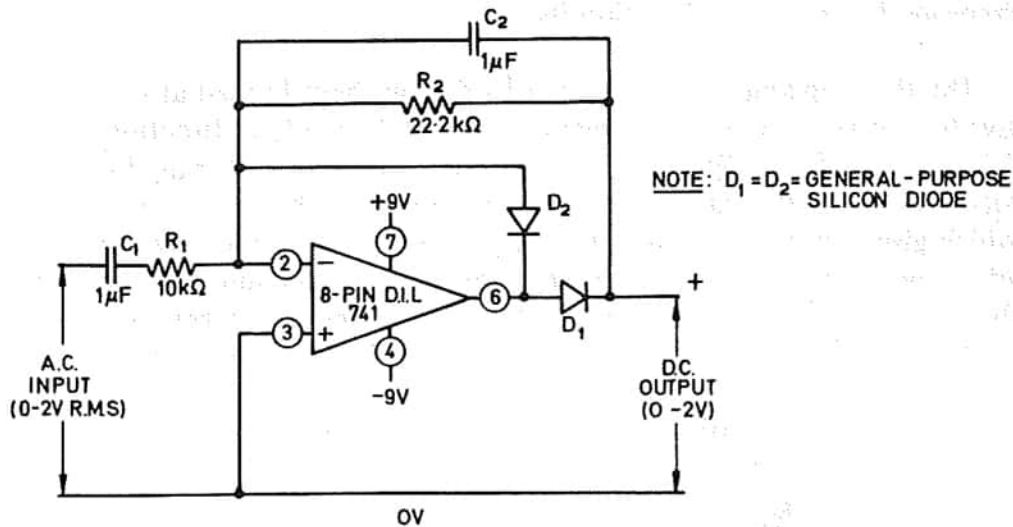 C2
1μF
R2
22·2kΩ
NOTE: D1 = D2 = GENERAL-PURPOSE
SILICON DIODE
+9V
D2
C1
R1
7
1μF
10kΩ
2
−
8-PIN D.I.L
741
6
+
3
+
D1
4
-9V
A.C.
INPUT
(0-2V R.M.S)
D.C.
OUTPUT
(0 -2V)
0V